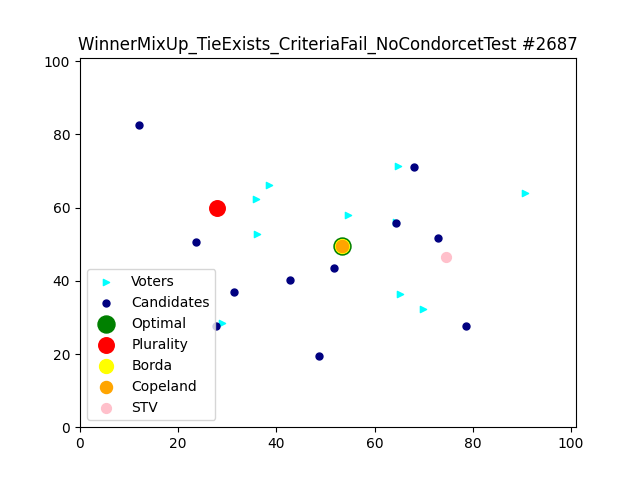 WinnerMixUp_TieExists_CriteriaFail_NoCondorcetTest #2687
100
80
60
40
20
0
Voters
Candidates
Optimal
Plurality
Borda
Copeland
STV
0 20 40 60 80 100